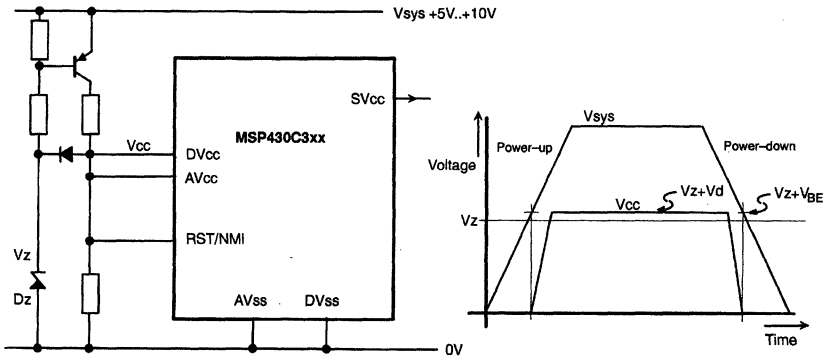 Vsys +5V..+10V
SVcc
MSP430C3xx
Vcc
DVcc
AVcc
RST/NMI
Vz
Dz
AVss DVss
0V
Vsys
Power-up
Power-down
Voltage
Vz+Vd
Vz+VBE
Vcc
Vz
Time